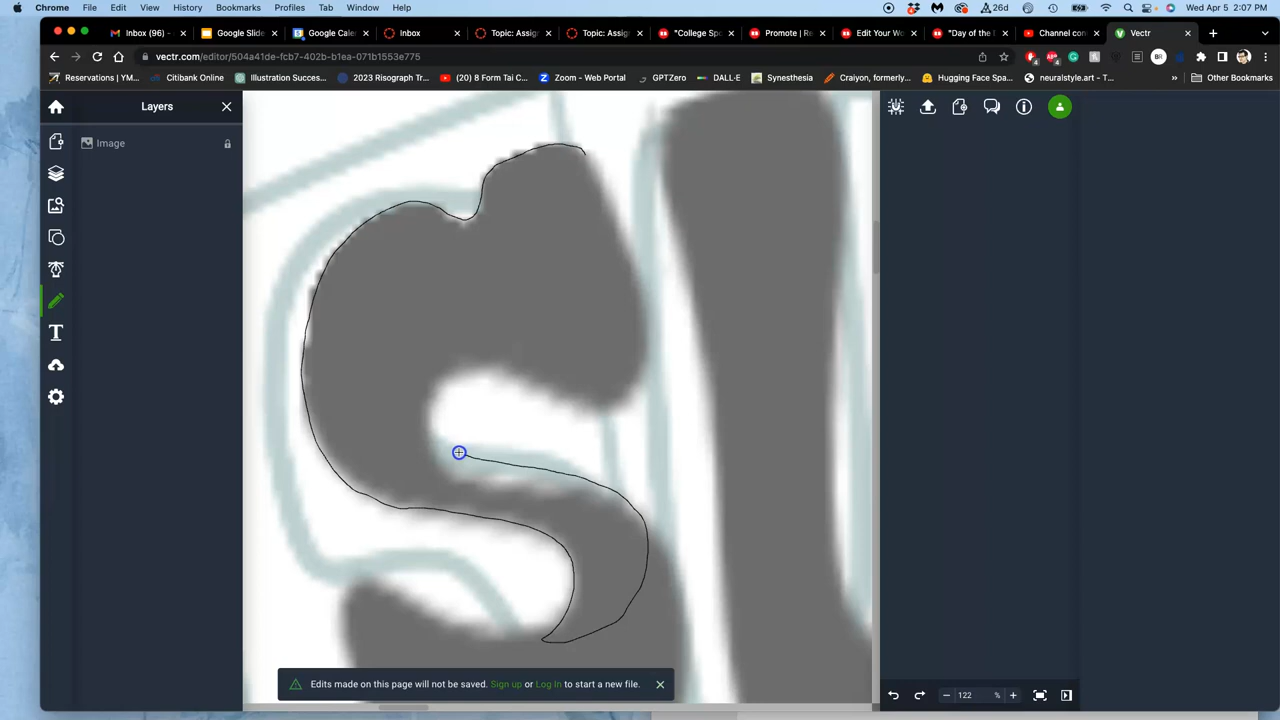 Chrome File Edit View History Bookmarks Profiles Tab Window Help 26d Wed Apr 5 2:07 PM
Inbox (96) - Google Slide Google Cale Inbox Topic: Assig Topic: Assig "College Spo Promote | Re Edit Your Wo "Day of the Channel con Vectr
vectr.com/editor/504a41de-fcb7-402b-b1ea-071b1553e775
Reservations | YM... Citibank Online Illustration Succes... 2023 Risograph Tr... (20) 8 Form Tai C... Zoom - Web Portal GPTZero DALL-E Synesthesia Craiyon, formerly... Hugging Face Spa... neuralstyle.art - T... Other Bookmarks
Layers
Image
Edits made on this page will not be saved. Sign up or Log In to start a new file.
122 %